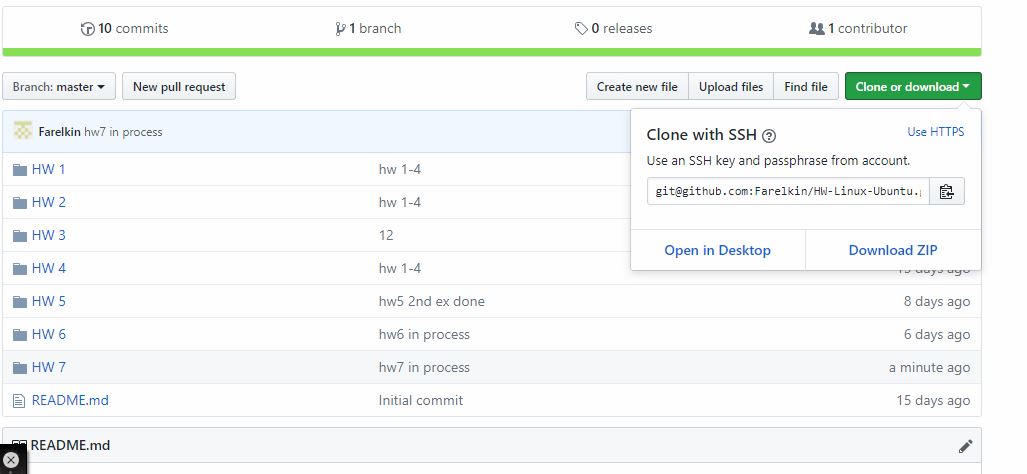 10 commits 1 branch 0 releases 1 contributor
Branch: master New pull request Create new file Upload files Find file Clone or download
Farelkin hw7 in process
Clone with SSH Use HTTPS
Use an SSH key and passphrase from account.
git@github.com:Farelkin/HW-Linux-Ubuntu.
Open in Desktop Download ZIP
HW 1 hw 1-4
HW 2 hw 1-4
HW 3 12
HW 4 hw 1-4 days ago
HW 5 hw5 2nd ex done 8 days ago
HW 6 hw6 in process 6 days ago
HW 7 hw7 in process a minute ago
README.md Initial commit 15 days ago
README.md